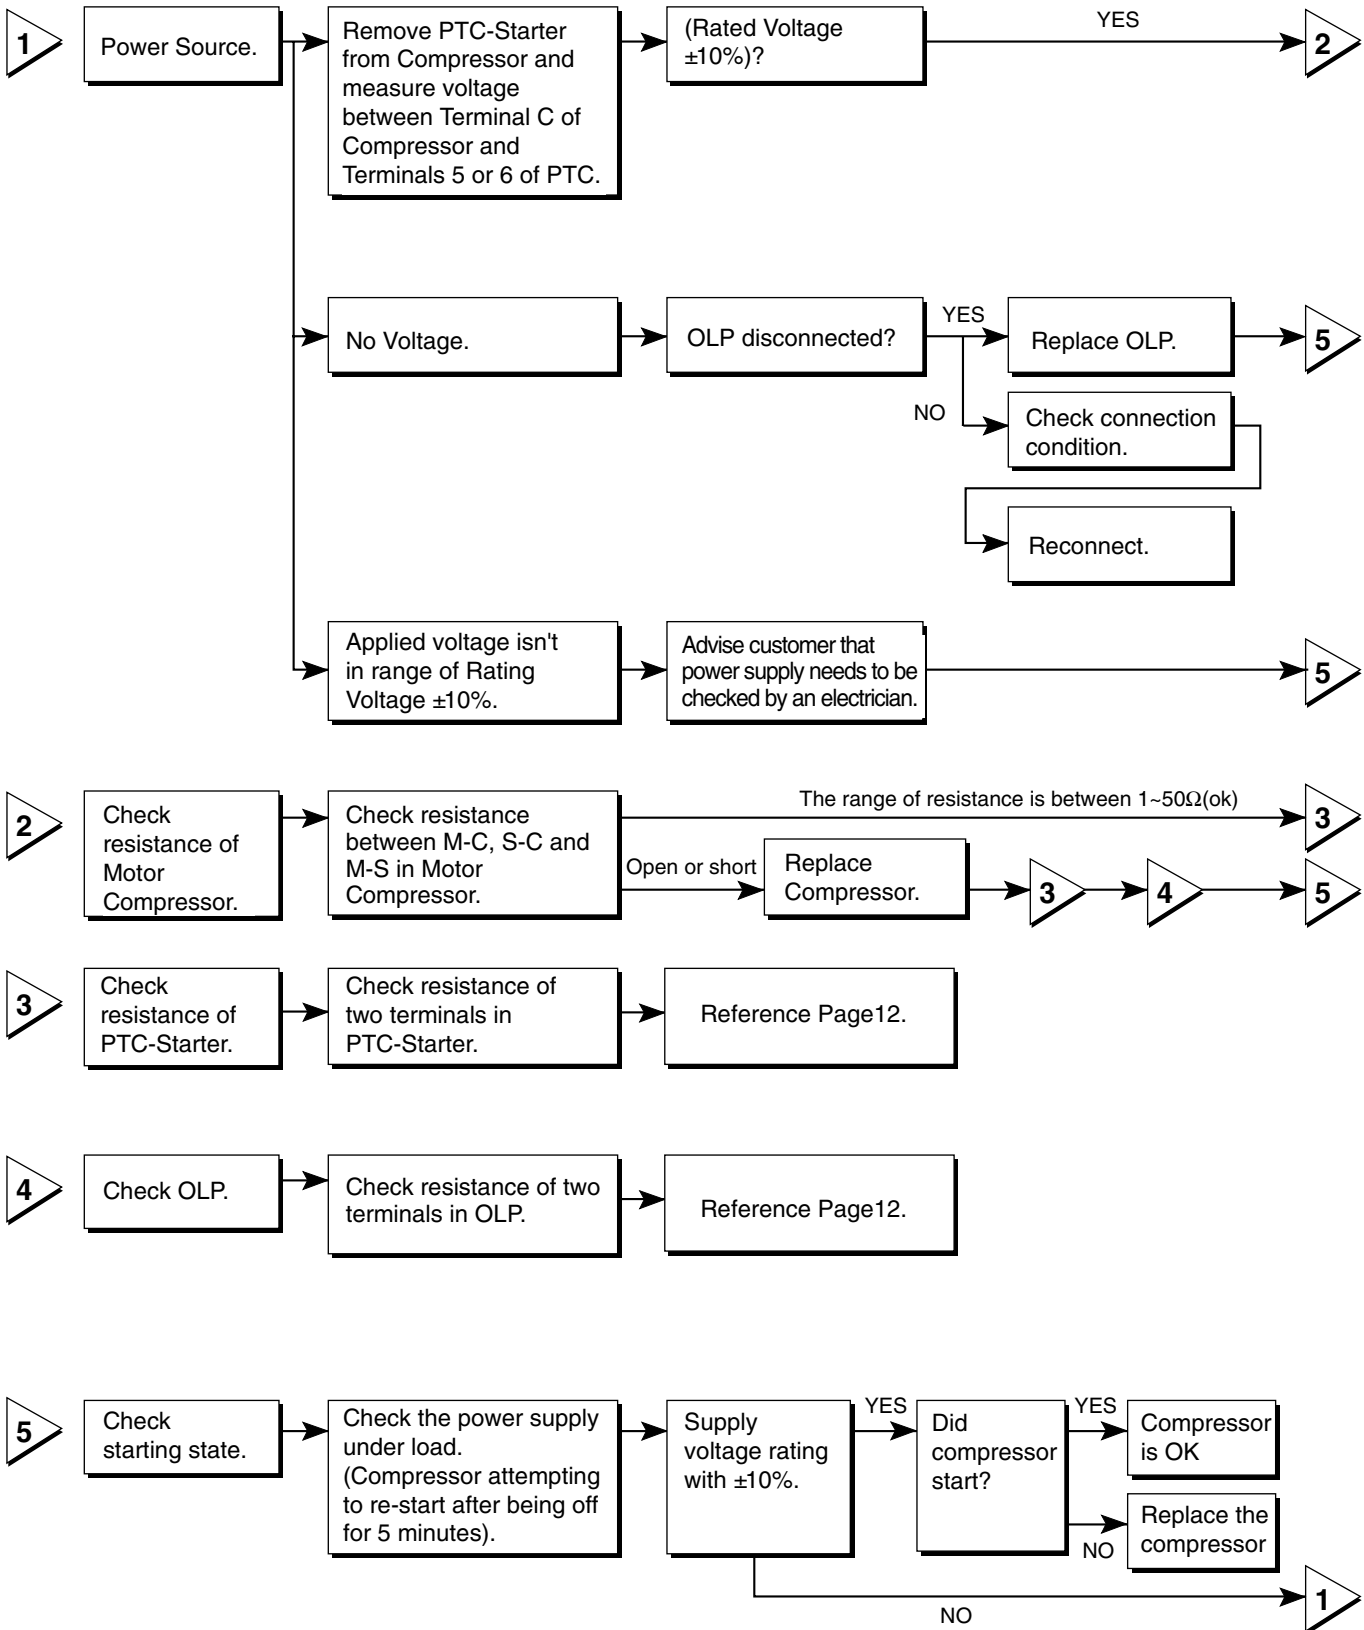 1
Power Source.
Remove PTC-Starter
from Compressor and
measure voltage
between Terminal C of
Compressor and
Terminals 5 or 6 of PTC.
(Rated Voltage
±10%)?
YES
2
No Voltage.
OLP disconnected?
YES
Replace OLP.
5
NO
Check connection
condition.
Reconnect.
Applied voltage isn't
in range of Rating
Voltage ±10%.
Advise customer that
power supply needs to be
checked by an electrician.
5
2
Check
resistance of
Motor
Compressor.
Check resistance
between M-C, S-C and
M-S in Motor
Compressor.
The range of resistance is between 1~50Ω(ok)
3
Open or short
Replace
Compressor.
3
4
5
3
Check
resistance of
PTC-Starter.
Check resistance of
two terminals in
PTC-Starter.
Reference Page12.
4
Check OLP.
Check resistance of two
terminals in OLP.
Reference Page12.
5
Check
starting state.
Check the power supply
under load.
(Compressor attempting
to re-start after being off
for 5 minutes).
Supply
voltage rating
with ±10%.
YES
Did
compressor
start?
YES
Compressor
is OK
NO
Replace the
compressor
NO
1